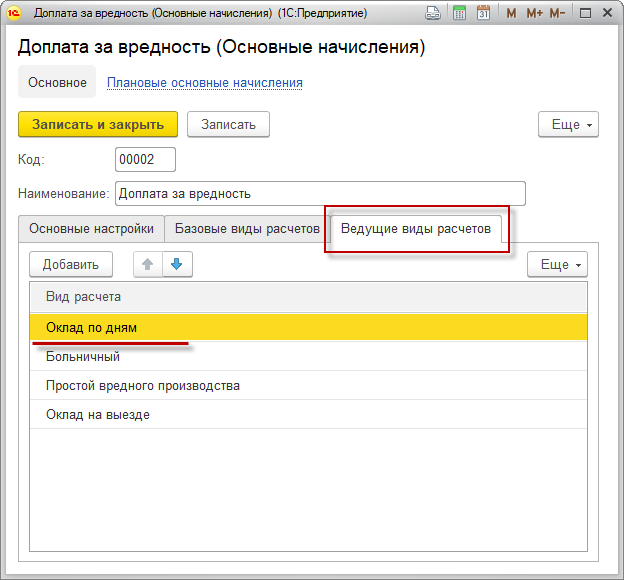 Доплата за вредность (Основные начисления) (1С:Предприятие)
31 M M+ M-
Доплата за вредность (Основные начисления)
Основное Плановые основные начисления
Записать и закрыть Записать Еще
Код: 00002
Наименование: Доплата за вредность
Основные настройки Базовые виды расчетов Ведущие виды расчетов
Добавить Еще
Вид расчета
Оклад по дням
Больничный
Простой вредного производства
Оклад на выезде